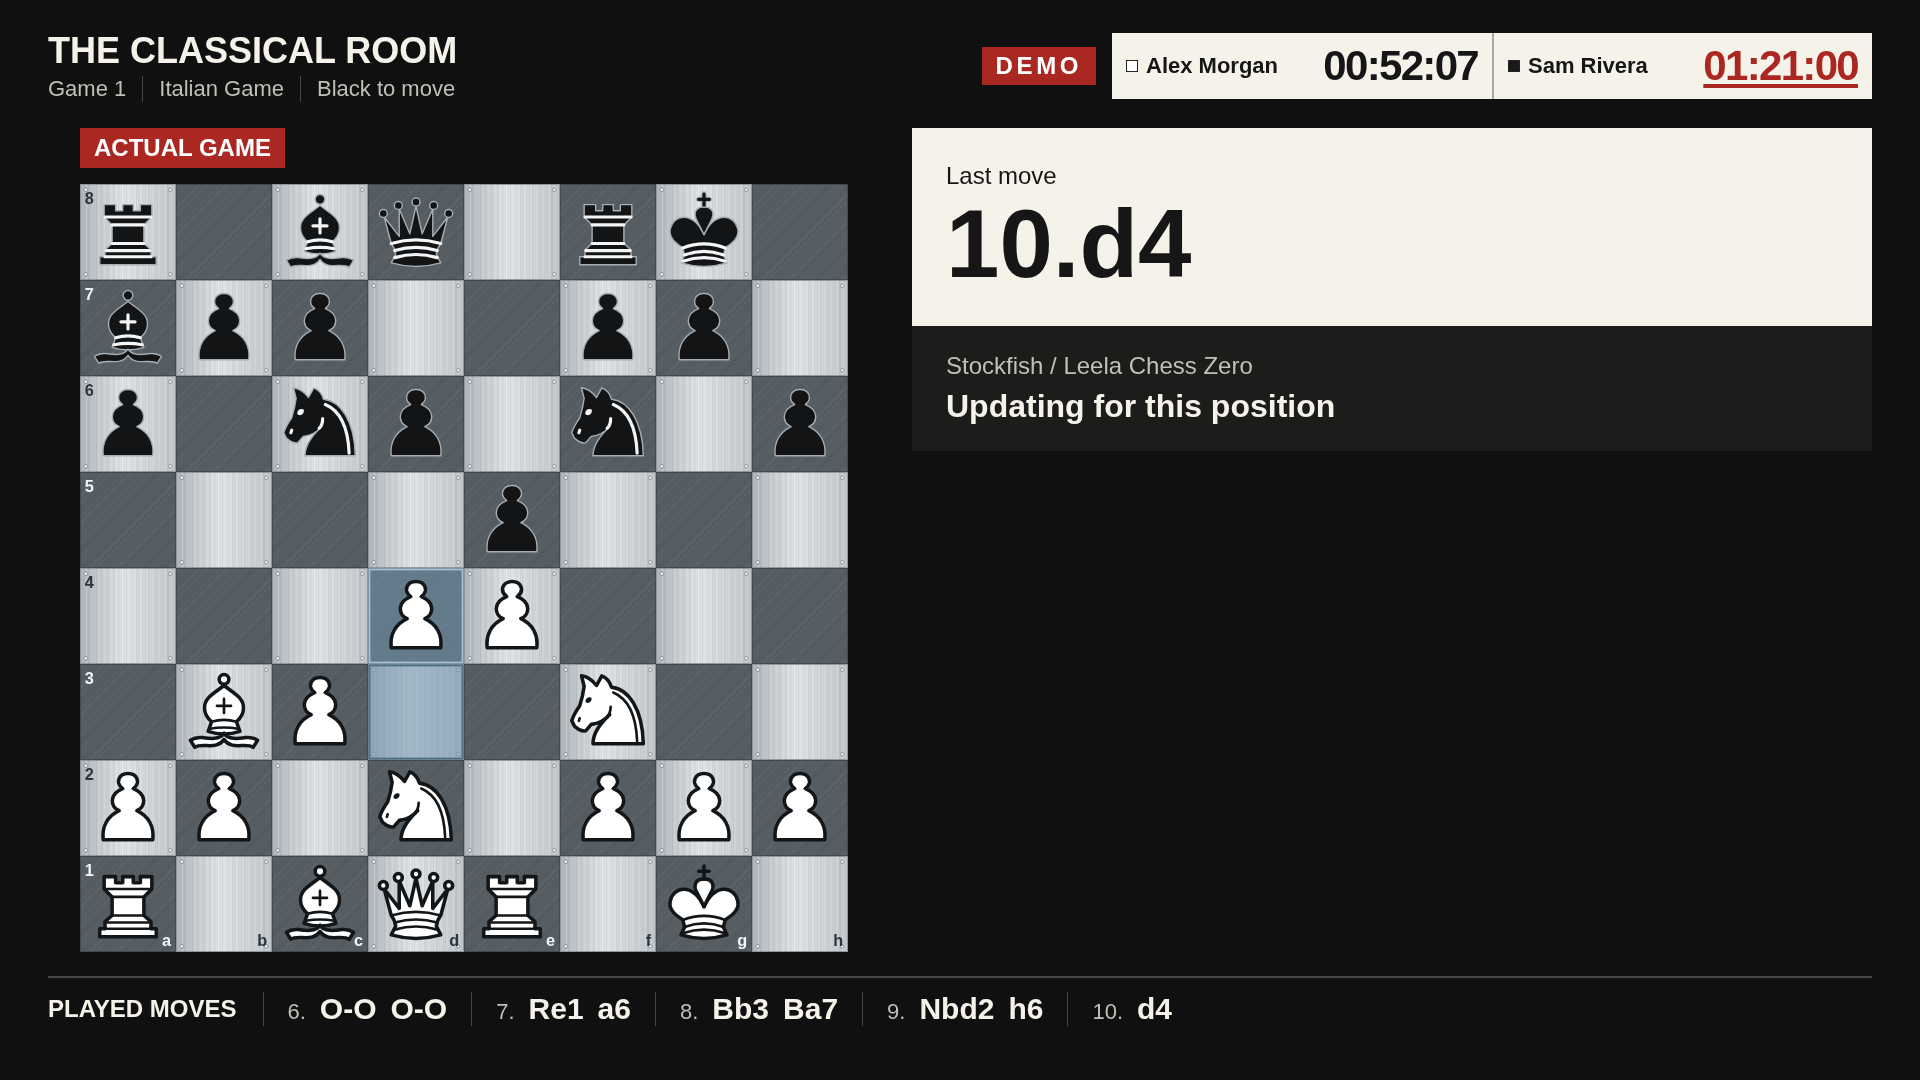 THE CLASSICAL ROOM
Game 1 Italian Game Black to move
DEMO
Alex Morgan 00:52:07
Sam Rivera 01:21:00
ACTUAL GAME
Last move
10.d4
Stockfish / Leela Chess Zero
Updating for this position
8
7
6
5
4
3
2
1
a b c d e f g h
PLAYED MOVES 6. O-O O-O 7. Re1 a6 8. Bb3 Ba7 9. Nbd2 h6 10. d4